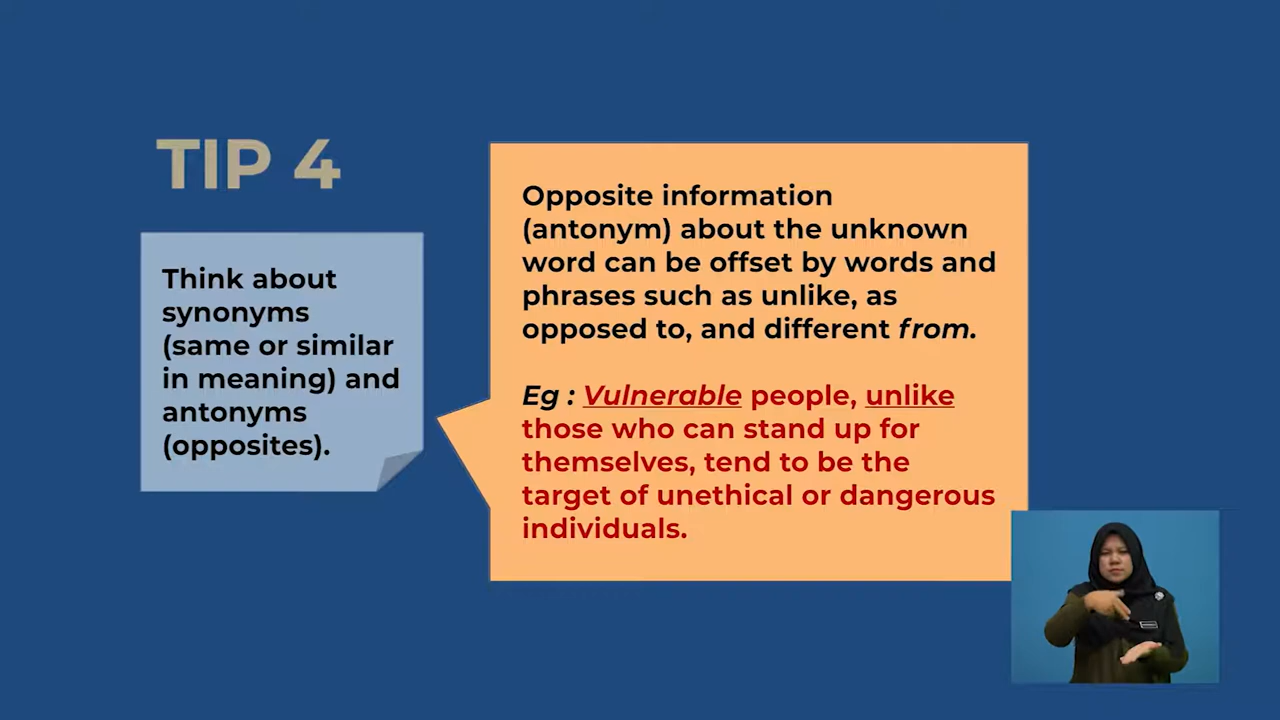 TIP 4
Think about
synonyms
(same or similar
in meaning) and
antonyms
(opposites).
Opposite information
(antonym) about the unknown
word can be offset by words and
phrases such as unlike, as
opposed to, and different from.
Eg : Vulnerable people, unlike
those who can stand up for
themselves, tend to be the
target of unethical or dangerous
individuals.